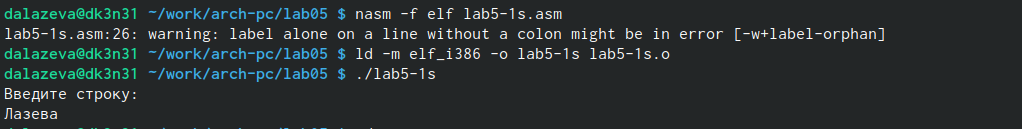 dalazeva@dk3n31 ~/work/arch-pc/lab05 $ nasm -f elf lab5-1s.asm
lab5-1s.asm:26: warning: label alone on a line without a colon might be in error [-w+label-orphan]
dalazeva@dk3n31 ~/work/arch-pc/lab05 $ ld -m elf_i386 -o lab5-1s lab5-1s.o
dalazeva@dk3n31 ~/work/arch-pc/lab05 $ ./lab5-1s
Введите строку:
Лазева